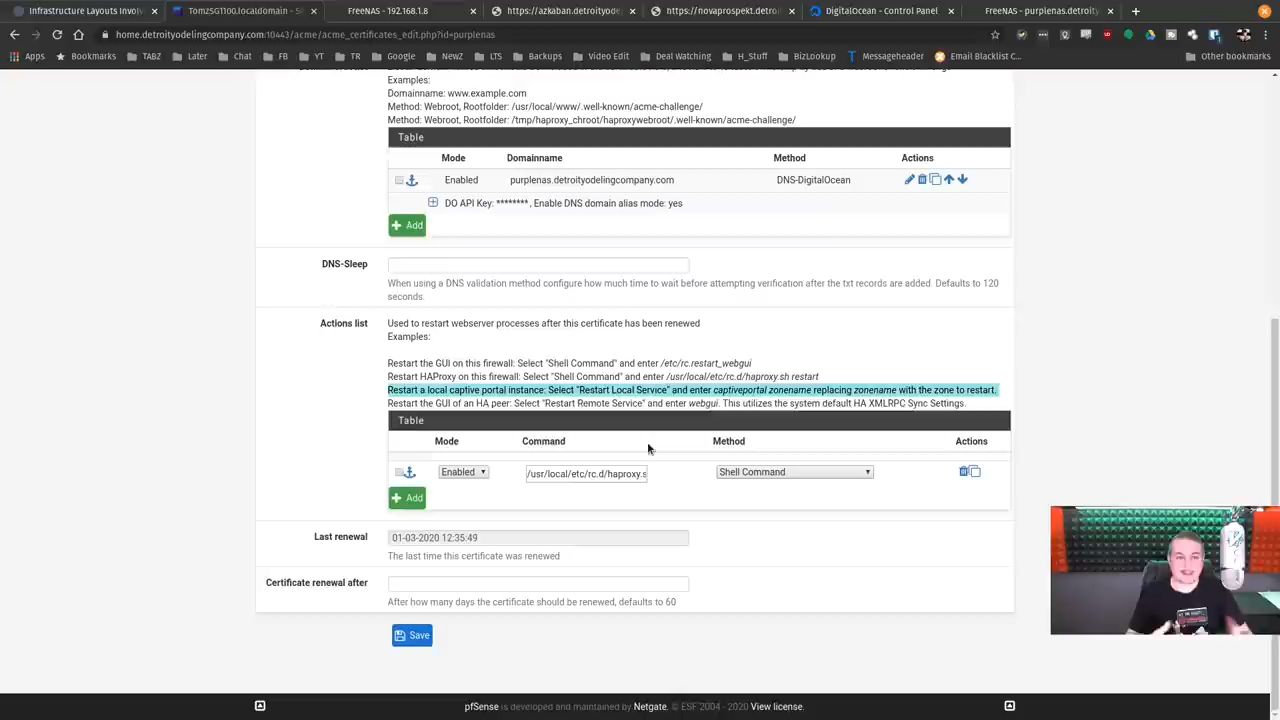 Infrastructure Layouts Involv
TomzSG1100.localdomain - S
FreeNAS - 192.168.1.8
https://azkaban.detroityodel
https://novaprospekt.detroi
DigitalOcean - Control Panel
FreeNAS - purplenas.detroity
home.detroityodelingcompany.com:10443/acme/acme_certificates_edit.php?id=purplenas
Apps
Bookmarks
TABZ
Later
Chat
FB
YT
Tor
Google
NewZ
LTS
Backups
Video Edit
Deal Watching
H_Stuff
BizLookup
Messageheader
Email Blacklist C...
Other bookmarks
Examples:
Domainname: www.example.com
Method: Webroot, Rootfolder: /usr/local/www/.well-known/acme-challenge/
Method: Webroot, Rootfolder: /tmp/haproxy_chroot/haproxywebroot/.well-known/acme-challenge/
Table
Mode Domainname Method Actions
Enabled purplenas.detroityodelingcompany.com DNS-DigitalOcean
DO API Key: ********, Enable DNS domain alias mode: yes
Add
DNS-Sleep
When using a DNS validation method configure how much time to wait before attempting verification after the txt records are added. Defaults to 120
seconds.
Actions list
Used to restart webserver processes after this certificate has been renewed
Examples:
Restart the GUI on this firewall: Select "Shell Command" and enter /etc/rc.restart_webgui
Restart HAProxy on this firewall: Select "Shell Command" and enter /usr/local/etc/rc.d/haproxy.sh restart
Restart a local captive portal instance: Select "Restart Local Service" and enter captiveportal zonename replacing zonename with the zone to restart.
Restart the GUI of an HA peer: Select "Restart Remote Service" and enter webgui. This utilizes the system default HA XMLRPC Sync Settings.
Table
Mode Command Method Actions
Enabled /usr/local/etc/rc.d/haproxy.s Shell Command
Add
Last renewal
01-03-2020 12:35:49
The last time this certificate was renewed
Certificate renewal after
After how many days the certificate should be renewed, defaults to 60
Save
pfSense is developed and maintained by Netgate. © ESF 2004 - 2020 View license.